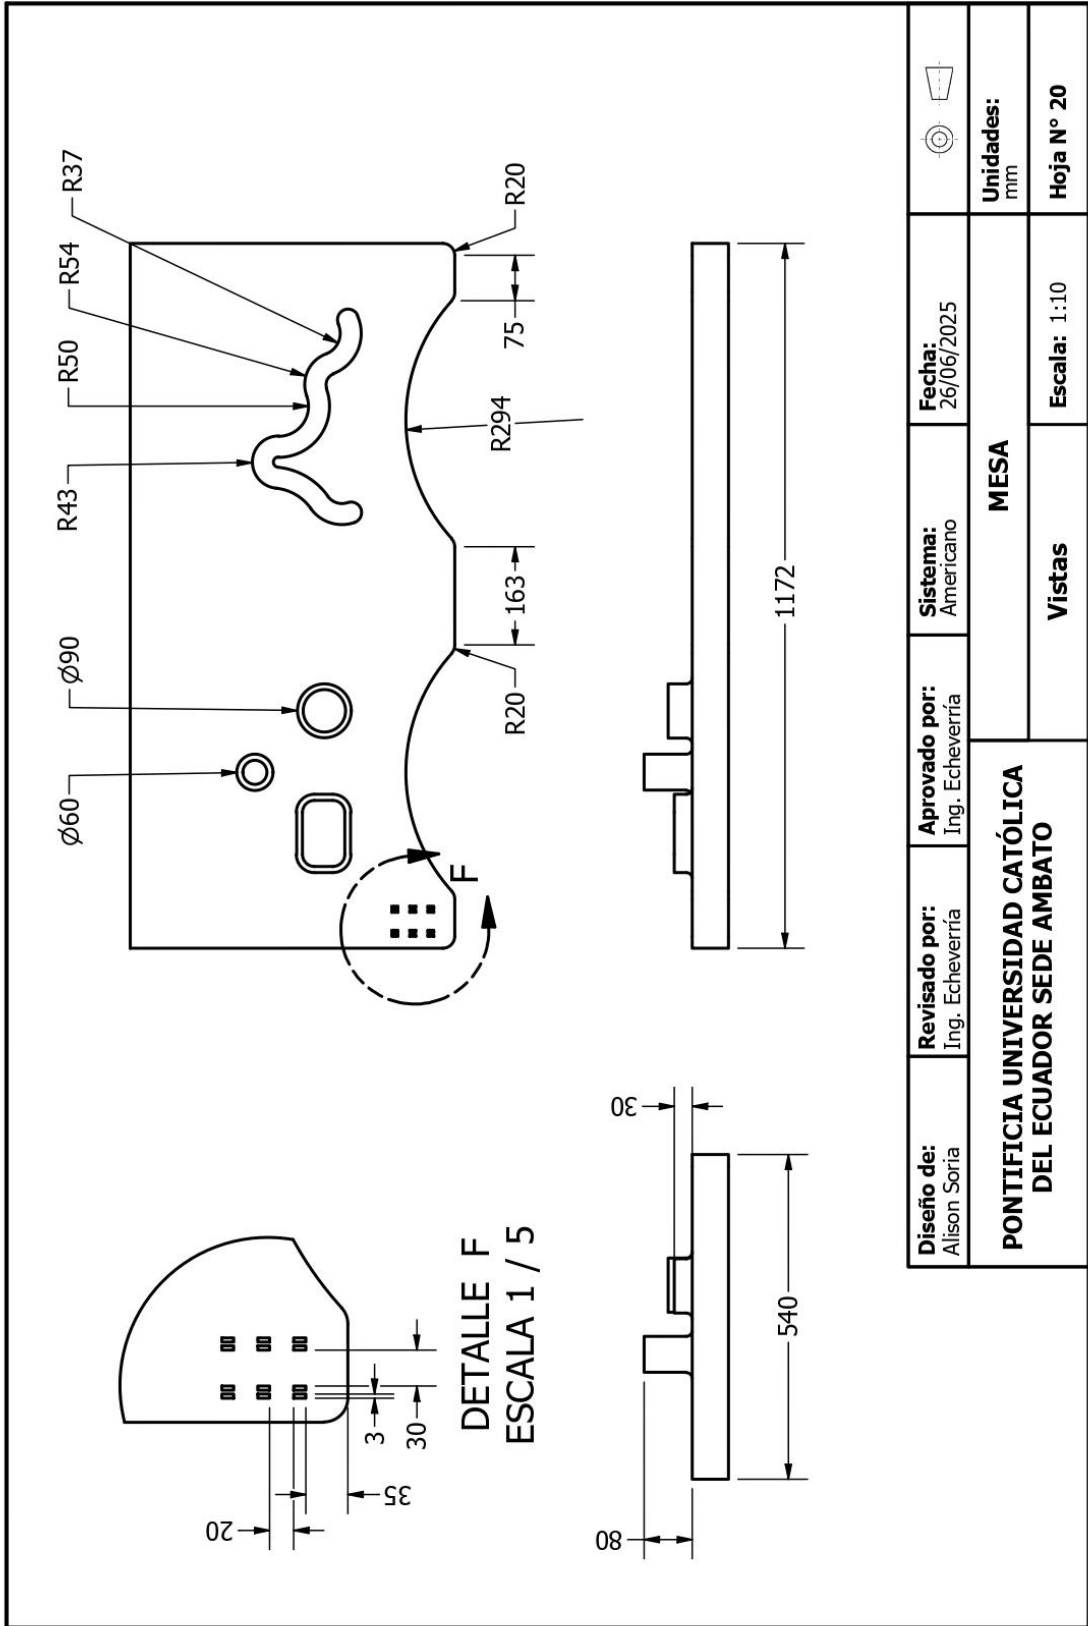 R43
R50
R54
R37
Ø60
Ø90
R20
163
R294
75
R20
F
1172
20
35
3
30
DETALLE F
ESCALA 1 / 5
80
30
540
Diseño de:
Alison Soria
Revisado por:
Ing. Echeverría
Aprovado por:
Ing. Echeverría
Sistema:
Americano
Fecha:
26/06/2025
PONTIFICIA UNIVERSIDAD CATÓLICA
DEL ECUADOR SEDE AMBATO
MESA
Unidades:
mm
Vistas
Escala: 1:10
Hoja N° 20